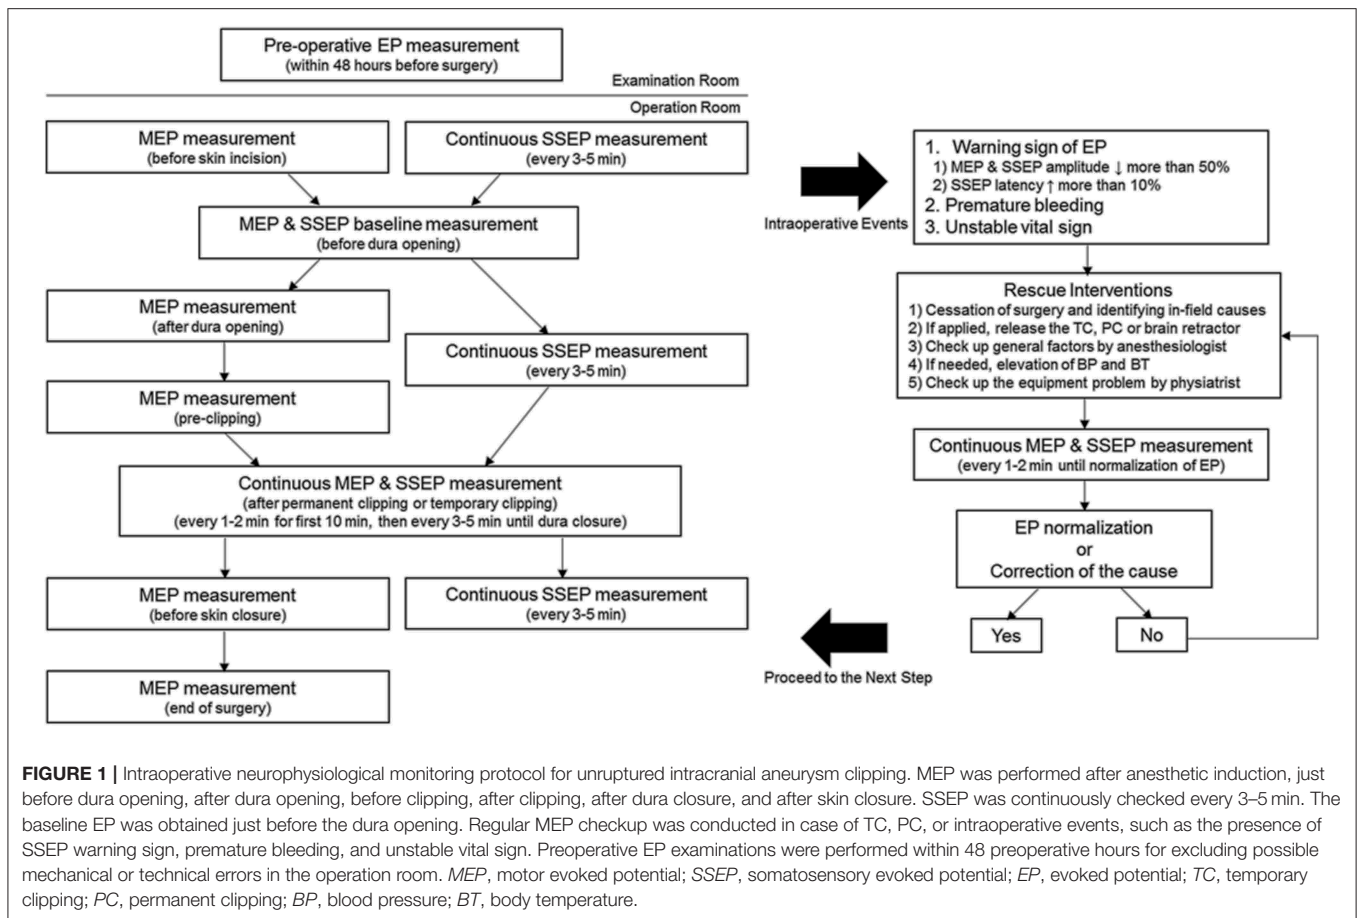 Pre-operative EP measurement
(within 48 hours before surgery)
Examination Room
Operation Room
MEP measurement
(before skin incision)
Continuous SSEP measurement
(every 3-5 min)
MEP & SSEP baseline measurement
(before dura opening)
MEP measurement
(after dura opening)
Continuous SSEP measurement
(every 3-5 min)
MEP measurement
(pre-clipping)
Continuous MEP & SSEP measurement
(after permanent clipping or temporary clipping)
(every 1-2 min for first 10 min, then every 3-5 min until dura closure)
MEP measurement
(before skin closure)
Continuous SSEP measurement
(every 3-5 min)
MEP measurement
(end of surgery)
Intraoperative Events
1. Warning sign of EP
1) MEP & SSEP amplitude ↓ more than 50%
2) SSEP latency ↑ more than 10%
2. Premature bleeding
3. Unstable vital sign
Rescue Interventions
1) Cessation of surgery and identifying in-field causes
2) If applied, release the TC, PC or brain retractor
3) Check up general factors by anesthesiologist
4) If needed, elevation of BP and BT
5) Check up the equipment problem by physiatrist
Continuous MEP & SSEP measurement
(every 1-2 min until normalization of EP)
EP normalization
or
Correction of the cause
Yes
No
Proceed to the Next Step
FIGURE 1 | Intraoperative neurophysiological monitoring protocol for unruptured intracranial aneurysm clipping. MEP was performed after anesthetic induction, just
before dura opening, after dura opening, before clipping, after clipping, after dura closure, and after skin closure. SSEP was continuously checked every 3–5 min. The
baseline EP was obtained just before the dura opening. Regular MEP checkup was conducted in case of TC, PC, or intraoperative events, such as the presence of
SSEP warning sign, premature bleeding, and unstable vital sign. Preoperative EP examinations were performed within 48 preoperative hours for excluding possible
mechanical or technical errors in the operation room. MEP, motor evoked potential; SSEP, somatosensory evoked potential; EP, evoked potential; TC, temporary
clipping; PC, permanent clipping; BP, blood pressure; BT, body temperature.